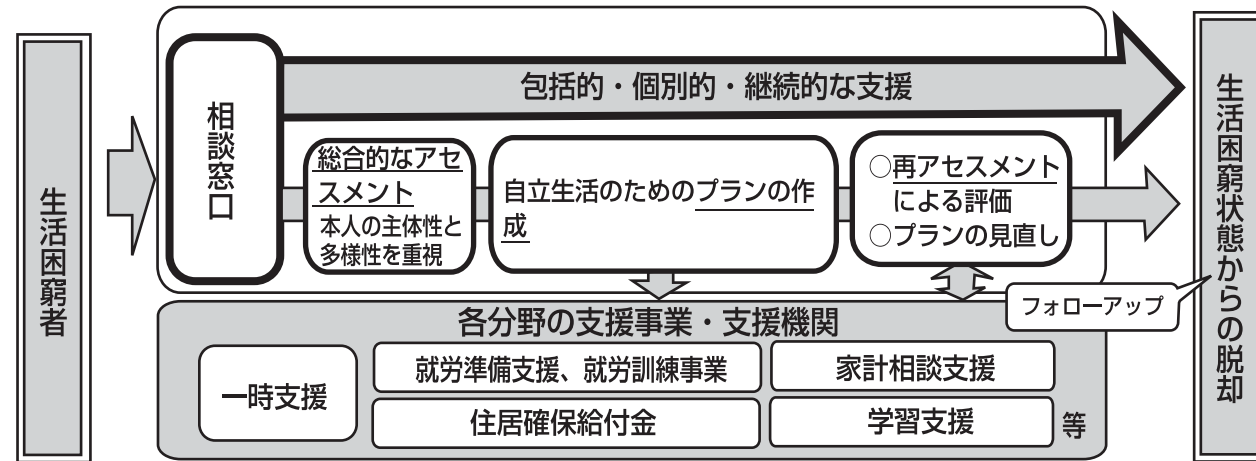 生活困窮者
相談窓口
包括的・個別的・継続的な支援
総合的なアセ
スメント
本人の主体性と
多様性を重視
自立生活のためのプランの作
成
○再アセスメント
による評価
○プランの見直し
生活困窮状態からの脱却
フォローアップ
各分野の支援事業・支援機関
一時支援
就労準備支援、就労訓練事業
家計相談支援
住居確保給付金
学習支援
等